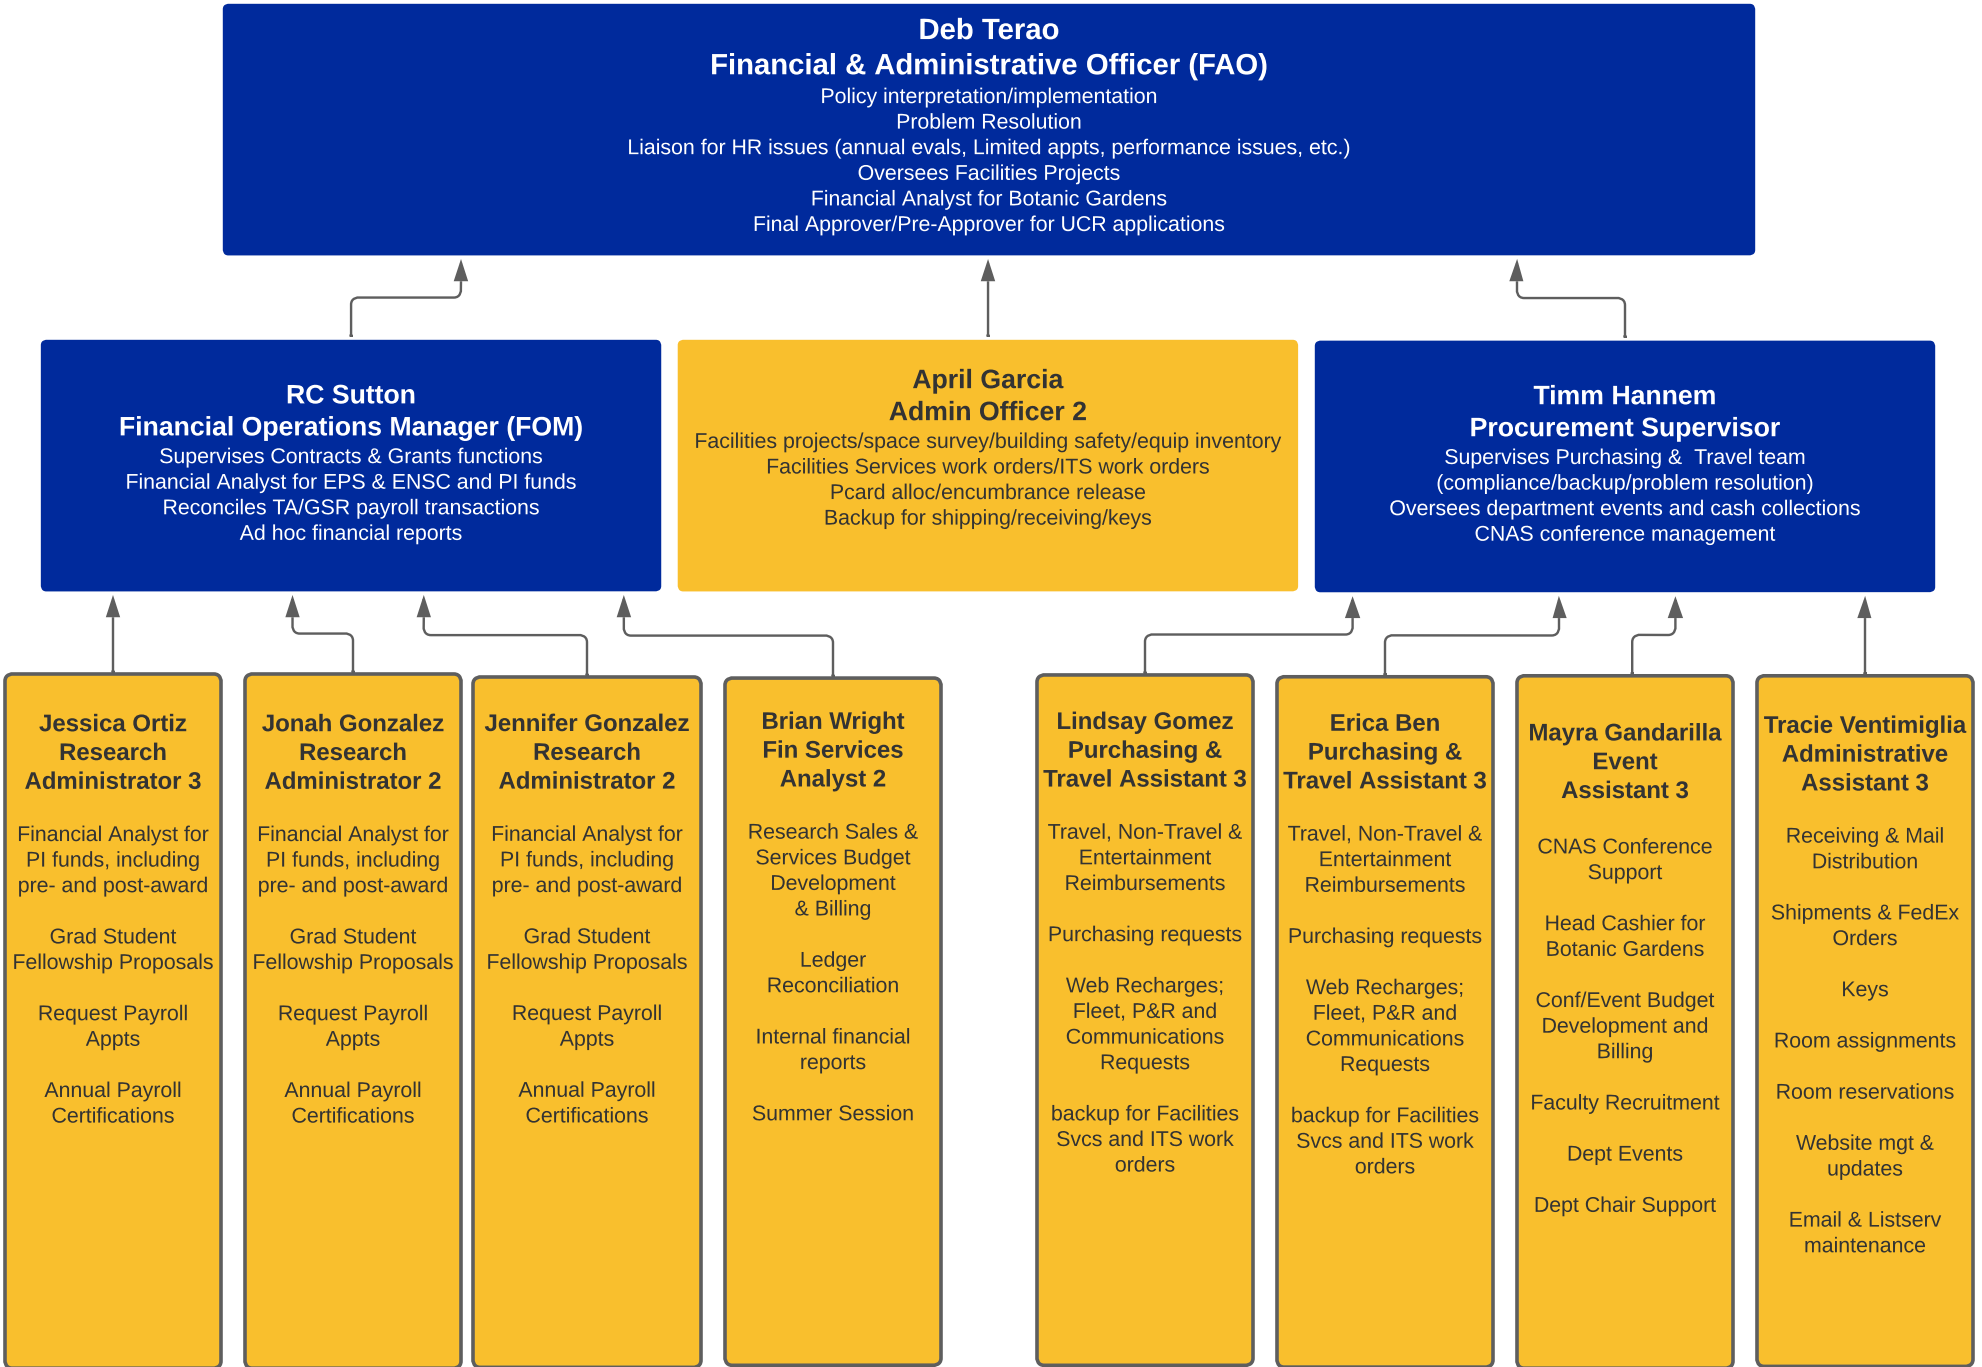 Deb Terao
Financial & Administrative Officer (FAO)
Policy interpretation/implementation
Problem Resolution
Liaison for HR issues (annual evals, Limited appts, performance issues, etc.)
Oversees Facilities Projects
Financial Analyst for Botanic Gardens
Final Approver/Pre-Approver for UCR applications
RC Sutton
Financial Operations Manager (FOM)
Supervises Contracts & Grants functions
Financial Analyst for EPS & ENSC and PI funds
Reconciles TA/GSR payroll transactions
Ad hoc financial reports
April Garcia
Admin Officer 2
Facilities projects/space survey/building safety/equip inventory
Facilities Services work orders/ITS work orders
Pcard alloc/encumbrance release
Backup for shipping/receiving/keys
Timm Hannem
Procurement Supervisor
Supervises Purchasing &  Travel team
(compliance/backup/problem resolution)
Oversees department events and cash collections
CNAS conference management
Jessica Ortiz
Research
Administrator 3
Financial Analyst for
PI funds, including
pre- and post-award
Grad Student
Fellowship Proposals
Request Payroll
Appts
Annual Payroll
Certifications
Jonah Gonzalez
Research
Administrator 2
Financial Analyst for
PI funds, including
pre- and post-award
Grad Student
Fellowship Proposals
Request Payroll
Appts
Annual Payroll
Certifications
Jennifer Gonzalez
Research
Administrator 2
Financial Analyst for
PI funds, including
pre- and post-award
Grad Student
Fellowship Proposals
Request Payroll
Appts
Annual Payroll
Certifications
Brian Wright
Fin Services
Analyst 2
Research Sales &
Services Budget
Development
& Billing
Ledger
Reconciliation
Internal financial
reports
Summer Session
Lindsay Gomez
Purchasing &
Travel Assistant 3
Travel, Non-Travel &
Entertainment
Reimbursements
Purchasing requests
Web Recharges;
Fleet, P&R and
Communications
Requests
backup for Facilities
Svcs and ITS work
orders
Erica Ben
Purchasing &
Travel Assistant 3
Travel, Non-Travel &
Entertainment
Reimbursements
Purchasing requests
Web Recharges;
Fleet, P&R and
Communications
Requests
backup for Facilities
Svcs and ITS work
orders
Mayra Gandarilla
Event
Assistant 3
CNAS Conference
Support
Head Cashier for
Botanic Gardens
Conf/Event Budget
Development and
Billing
Faculty Recruitment
Dept Events
Dept Chair Support
Tracie Ventimiglia
Administrative
Assistant 3
Receiving & Mail
Distribution
Shipments & FedEx
Orders
Keys
Room assignments
Room reservations
Website mgt &
updates
Email & Listserv
maintenance